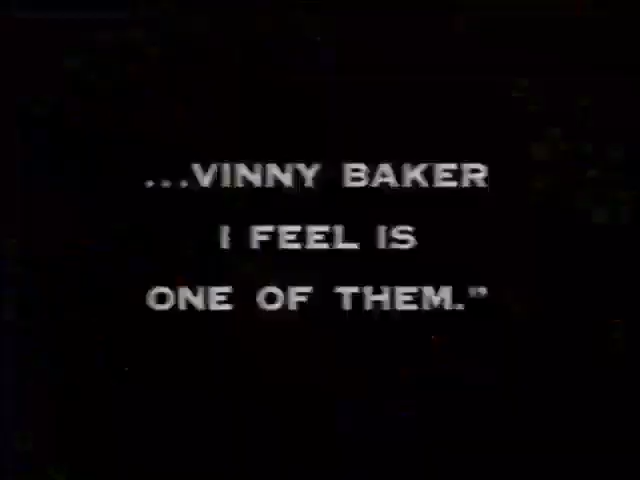 ...VINNY BAKER
I FEEL IS
ONE OF THEM."